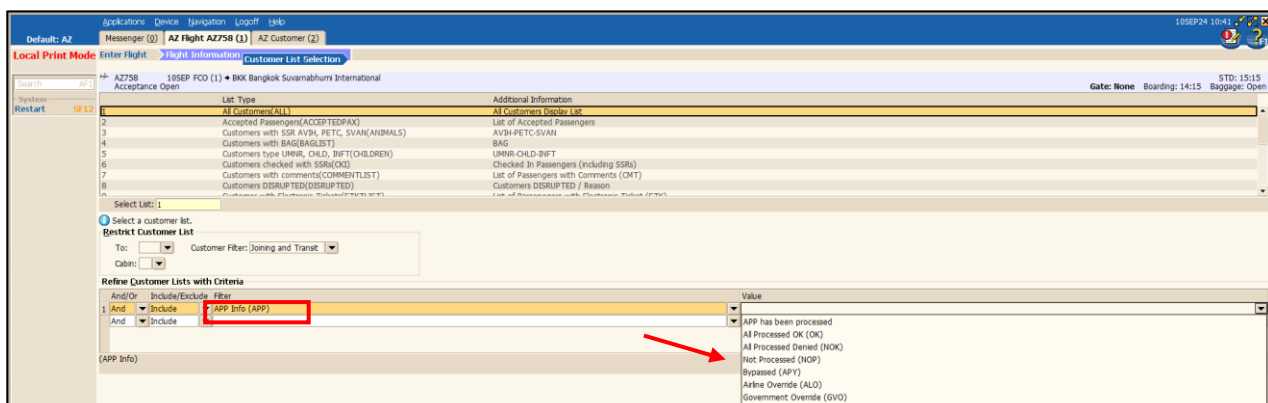 Applications Device Navigation Logoff Help
10SEP24 10:41
Default: AZ
Messenger (0) AZ Flight AZ758 (1) AZ Customer (2)
Local Print Mode Enter Flight Flight Information Customer List Selection
F1
Search AF1
AZ758 10SEP FCO (1) BKK Bangkok Suvarnabhumi International STD: 15:15
Acceptance Open Gate: None Boarding: 14:15 Baggage: Open
System
Restart SF12
List Type Additional Information
1 All Customers(ALL) All Customers Display List
2 Accepted Passengers(ACCEPTEDPAX) List of Accepted Passengers
3 Customers with SSR AVIH, PETC, SVAN(ANIMALS) AVIH-PETC-SVAN
4 Customers with BAG(BAGLIST) BAG
5 Customers type UMNR, CHLD, INFT(CHILDREN) UMNR-CHLD-INFT
6 Customers checked with SSRs(CKI) Checked In Passengers (including SSRs)
7 Customers with comments(COMMENTLIST) List of Passengers with Comments (CMT)
8 Customers DISRUPTED(DISRUPTED) Customers DISRUPTED / Reason
Select List: 1
Select a customer list.
Restrict Customer List
To: Customer Filter: Joining and Transit
Cabin:
Refine Customer Lists with Criteria
And/Or Include/Exclude Filter Value
1 And Include APP Info (APP)
And Include
APP has been processed
All Processed OK (OK)
All Processed Denied (NOK)
Not Processed (NOP)
Bypassed (APY)
Airline Override (ALO)
Government Override (GVO)
(APP Info)